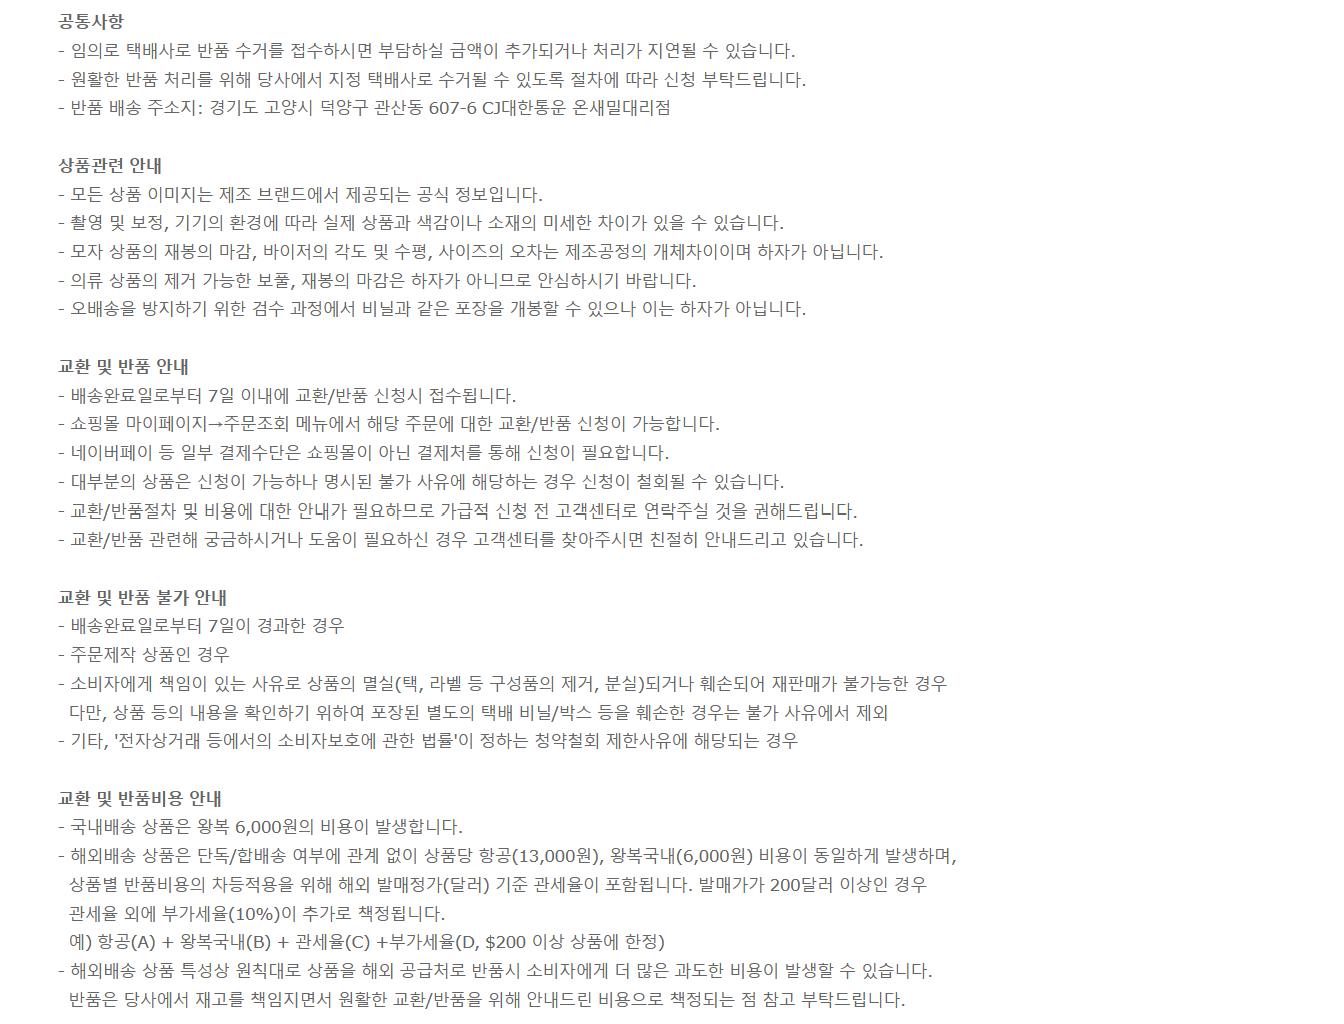 공통사항
- 임의로 택배사로 반품 수거를 접수하시면 부담하실 금액이 추가되거나 처리가 지연될 수 있습니다.
- 원활한 반품 처리를 위해 당사에서 지정 택배사로 수거될 수 있도록 절차에 따라 신청 부탁드립니다.
- 반품 배송 주소지: 경기도 고양시 덕양구 관산동 607-6 CJ대한통운 온새밀대리점
상품관련 안내
- 모든 상품 이미지는 제조 브랜드에서 제공되는 공식 정보입니다.
- 촬영 및 보정, 기기의 환경에 따라 실제 상품과 색감이나 소재의 미세한 차이가 있을 수 있습니다.
- 모자 상품의 재봉의 마감, 바이저의 각도 및 수평, 사이즈의 오차는 제조공정의 개체차이이며 하자가 아닙니다.
- 의류 상품의 제거 가능한 보풀, 재봉의 마감은 하자가 아니므로 안심하시기 바랍니다.
- 오배송을 방지하기 위한 검수 과정에서 비닐과 같은 포장을 개봉할 수 있으나 이는 하자가 아닙니다.
교환 및 반품 안내
- 배송완료일로부터 7일 이내에 교환/반품 신청시 접수됩니다.
- 쇼핑몰 마이페이지→주문조회 메뉴에서 해당 주문에 대한 교환/반품 신청이 가능합니다.
- 네이버페이 등 일부 결제수단은 쇼핑몰이 아닌 결제처를 통해 신청이 필요합니다.
- 대부분의 상품은 신청이 가능하나 명시된 불가 사유에 해당하는 경우 신청이 철회될 수 있습니다.
- 교환/반품절차 및 비용에 대한 안내가 필요하므로 가급적 신청 전 고객센터로 연락주실 것을 권해드립니다.
- 교환/반품 관련해 궁금하시거나 도움이 필요하신 경우 고객센터를 찾아주시면 친절히 안내드리고 있습니다.
교환 및 반품 불가 안내
- 배송완료일로부터 7일이 경과한 경우
- 주문제작 상품인 경우
- 소비자에게 책임이 있는 사유로 상품의 멸실(택, 라벨 등 구성품의 제거, 분실)되거나 훼손되어 재판매가 불가능한 경우
다만, 상품 등의 내용을 확인하기 위하여 포장된 별도의 택배 비닐/박스 등을 훼손한 경우는 불가 사유에서 제외
- 기타, '전자상거래 등에서의 소비자보호에 관한 법률'이 정하는 청약철회 제한사유에 해당되는 경우
교환 및 반품비용 안내
- 국내배송 상품은 왕복 6,000원의 비용이 발생합니다.
- 해외배송 상품은 단독/합배송 여부에 관계 없이 상품당 항공(13,000원), 왕복국내(6,000원) 비용이 동일하게 발생하며,
상품별 반품비용의 차등적용을 위해 해외 발매정가(달러) 기준 관세율이 포함됩니다. 발매가가 200달러 이상인 경우
관세율 외에 부가세율(10%)이 추가로 책정됩니다.
예) 항공(A) + 왕복국내(B) + 관세율(C) +부가세율(D, $200 이상 상품에 한정)
- 해외배송 상품 특성상 원칙대로 상품을 해외 공급처로 반품시 소비자에게 더 많은 과도한 비용이 발생할 수 있습니다.
반품은 당사에서 재고를 책임지면서 원활한 교환/반품을 위해 안내드린 비용으로 책정되는 점 참고 부탁드립니다.